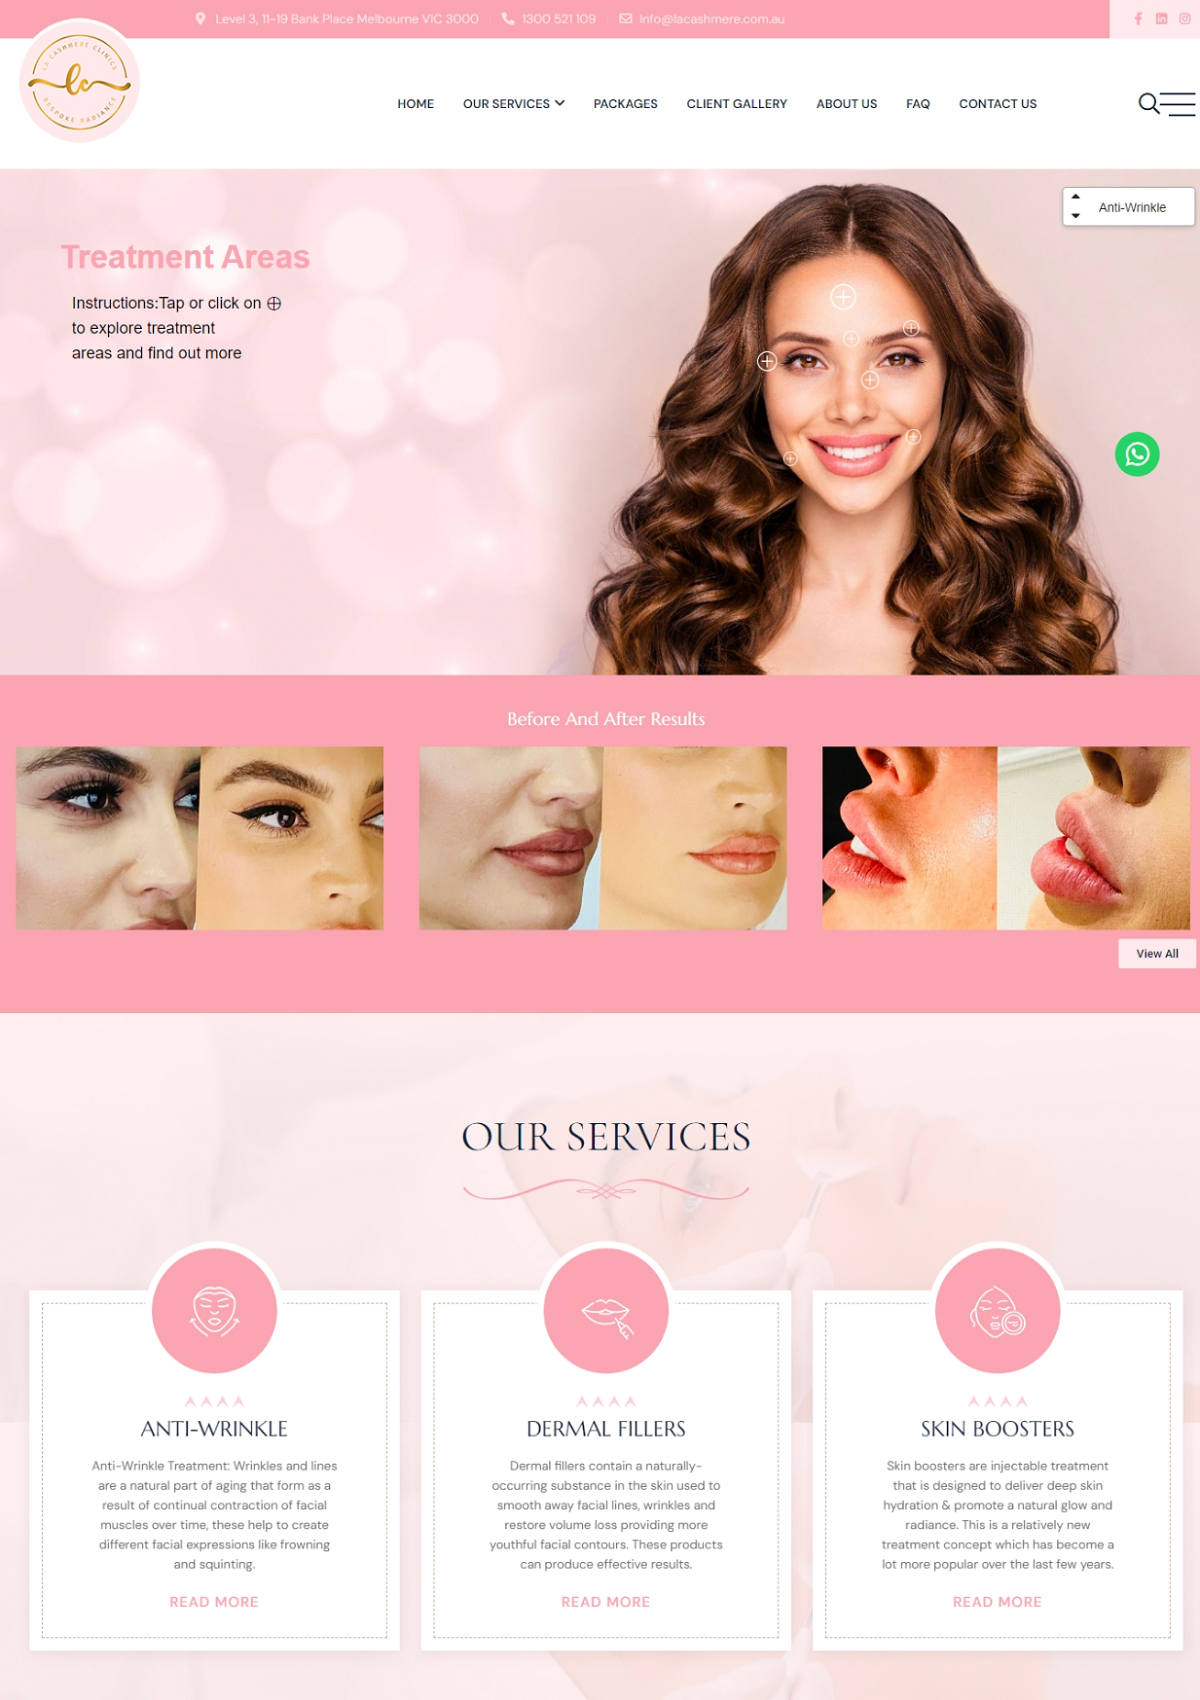 Level 3, 11-19 Bank Place Melbourne VIC 3000
1300 521 109
Info@lacashmere.com.au
LA CASHMERE CLINICS
lc
BESPOKE RADIANCE
HOME
OUR SERVICES
PACKAGES
CLIENT GALLERY
ABOUT US
FAQ
CONTACT US
Anti-Wrinkle
Treatment Areas
Instructions:Tap or click on
to explore treatment
areas and find out more
Before And After Results
View All
OUR SERVICES
ANTI-WRINKLE
Anti-Wrinkle Treatment: Wrinkles and lines
are a natural part of aging that form as a
result of continual contraction of facial
muscles over time, these help to create
different facial expressions like frowning
and squinting.
READ MORE
DERMAL FILLERS
Dermal fillers contain a naturally-
occurring substance in the skin used to
smooth away facial lines, wrinkles and
restore volume loss providing more
youthful facial contours. These products
can produce effective results.
READ MORE
SKIN BOOSTERS
Skin boosters are injectable treatment
that is designed to deliver deep skin
hydration & promote a natural glow and
radiance. This is a relatively new
treatment concept which has become a
lot more popular over the last few years.
READ MORE